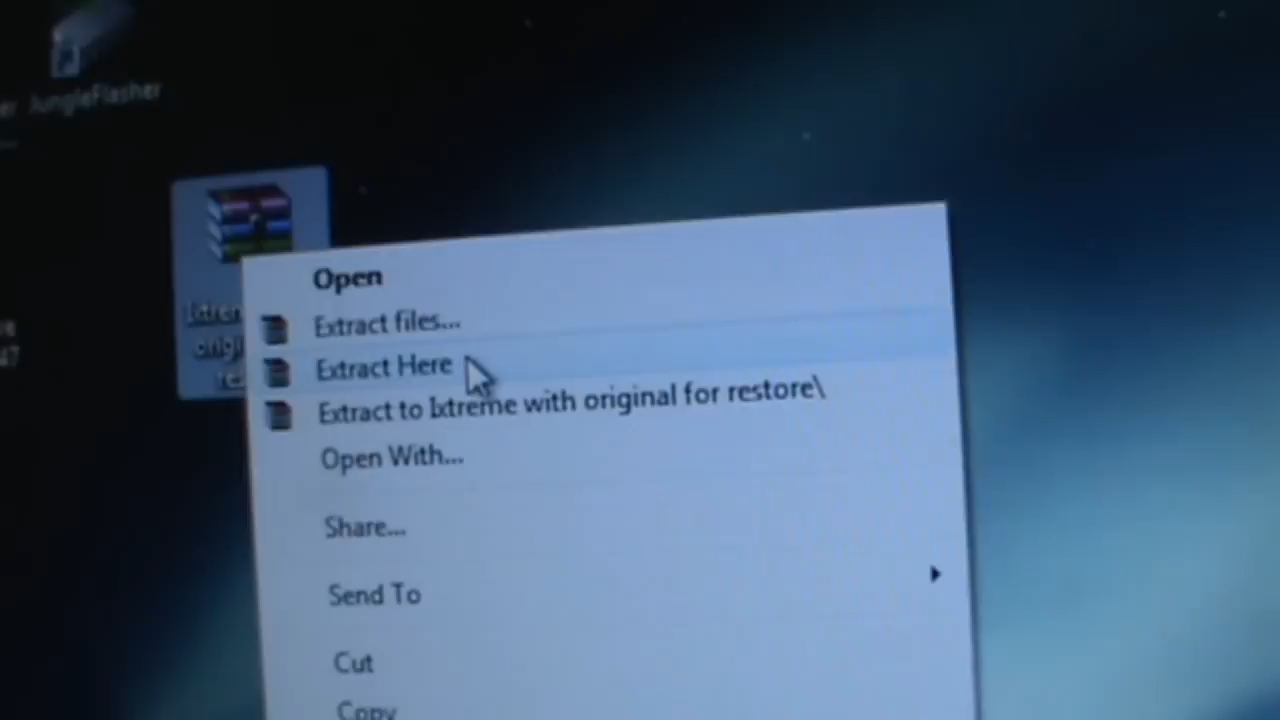 JungleFlasher
Open
Extract files...
Extract Here
Extract to Ixtreme with original for restore\
Open With...
Share...
Send To
Cut
Copy